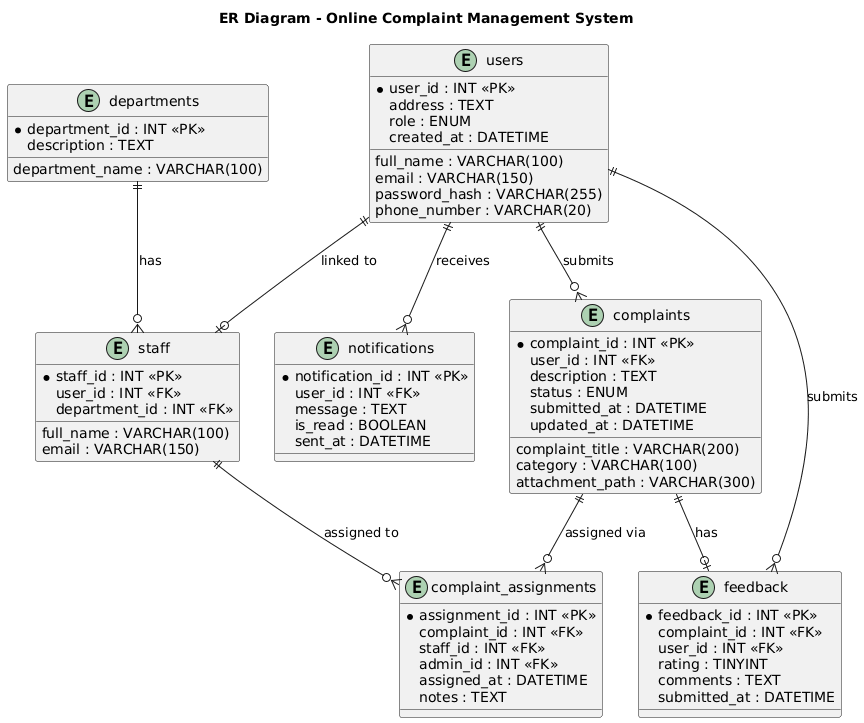 ER Diagram - Online Complaint Management System
E users
* user_id : INT «PK»
address : TEXT
role : ENUM
created_at : DATETIME
full_name : VARCHAR(100)
email : VARCHAR(150)
password_hash : VARCHAR(255)
phone_number : VARCHAR(20)
E departments
* department_id : INT «PK»
description : TEXT
department_name : VARCHAR(100)
has
linked to
receives
submits
submits
E staff
* staff_id : INT «PK»
user_id : INT «FK»
department_id : INT «FK»
full_name : VARCHAR(100)
email : VARCHAR(150)
E notifications
* notification_id : INT «PK»
user_id : INT «FK»
message : TEXT
is_read : BOOLEAN
sent_at : DATETIME
E complaints
* complaint_id : INT «PK»
user_id : INT «FK»
description : TEXT
status : ENUM
submitted_at : DATETIME
updated_at : DATETIME
complaint_title : VARCHAR(200)
category : VARCHAR(100)
attachment_path : VARCHAR(300)
assigned to
assigned via
has
E complaint_assignments
* assignment_id : INT «PK»
complaint_id : INT «FK»
staff_id : INT «FK»
admin_id : INT «FK»
assigned_at : DATETIME
notes : TEXT
E feedback
* feedback_id : INT «PK»
complaint_id : INT «FK»
user_id : INT «FK»
rating : TINYINT
comments : TEXT
submitted_at : DATETIME